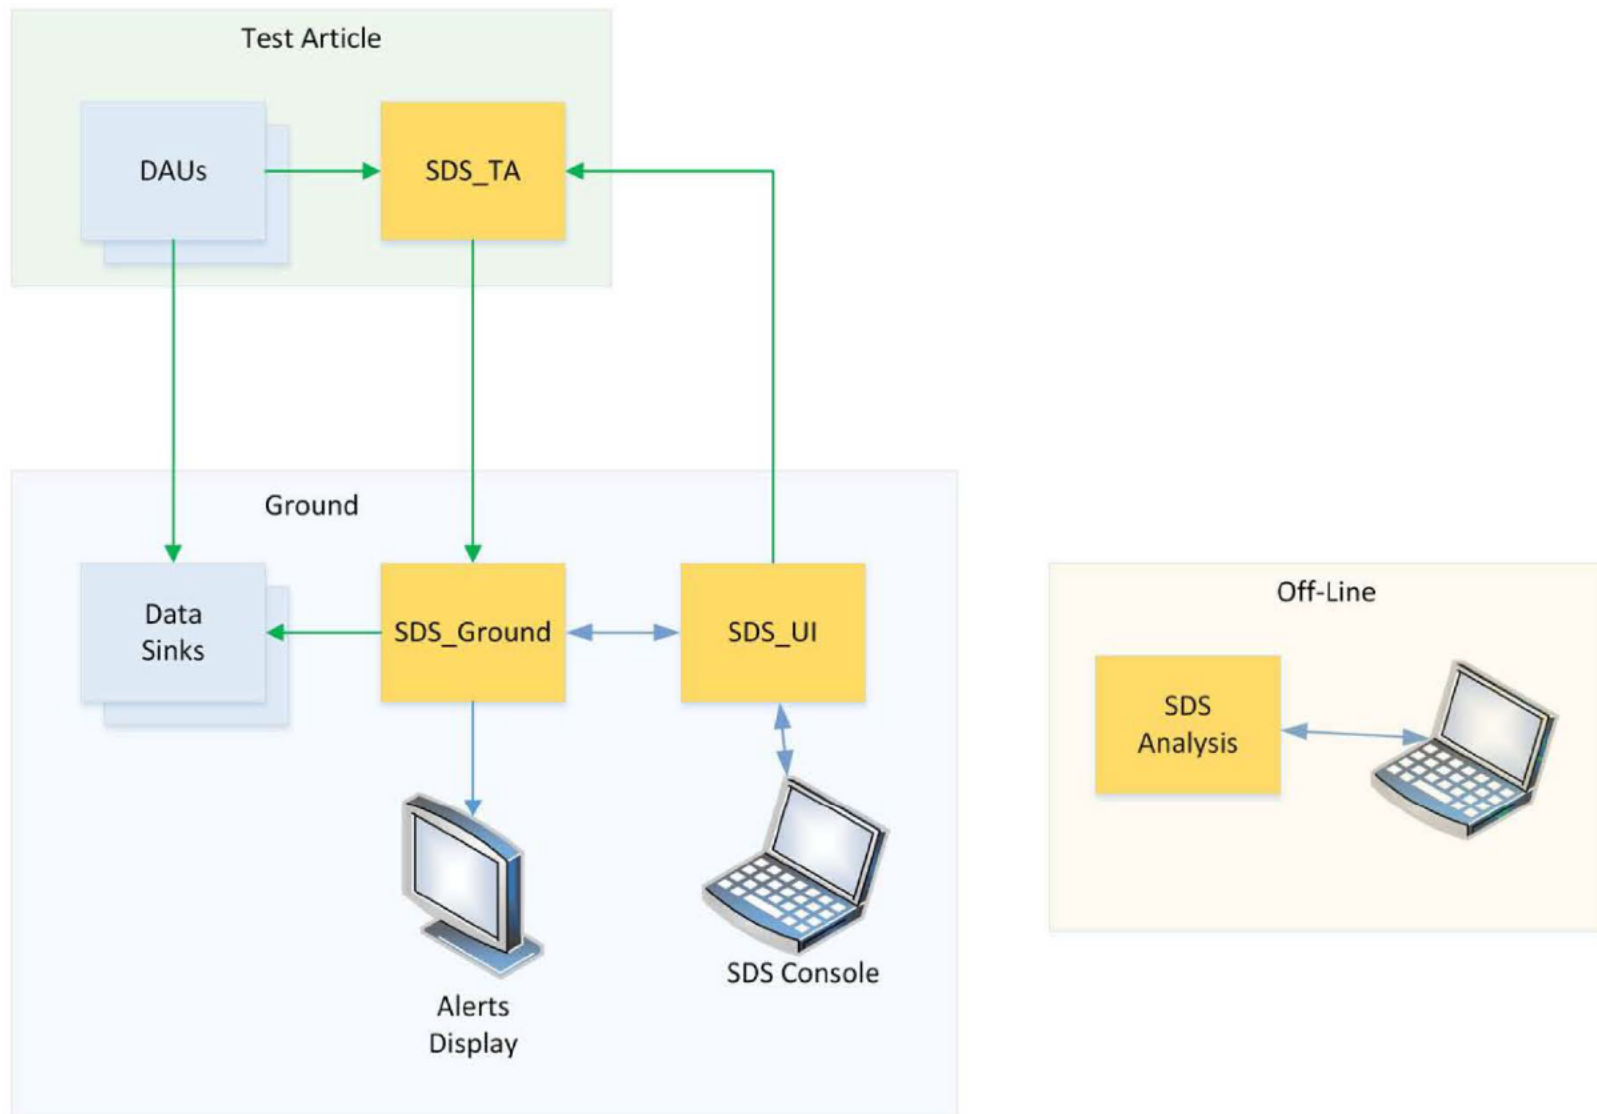 Test Article
DAUs
SDS_TA
Ground
Data
Sinks
SDS_Ground
SDS_UI
Alerts
Display
SDS Console
Off-Line
SDS
Analysis